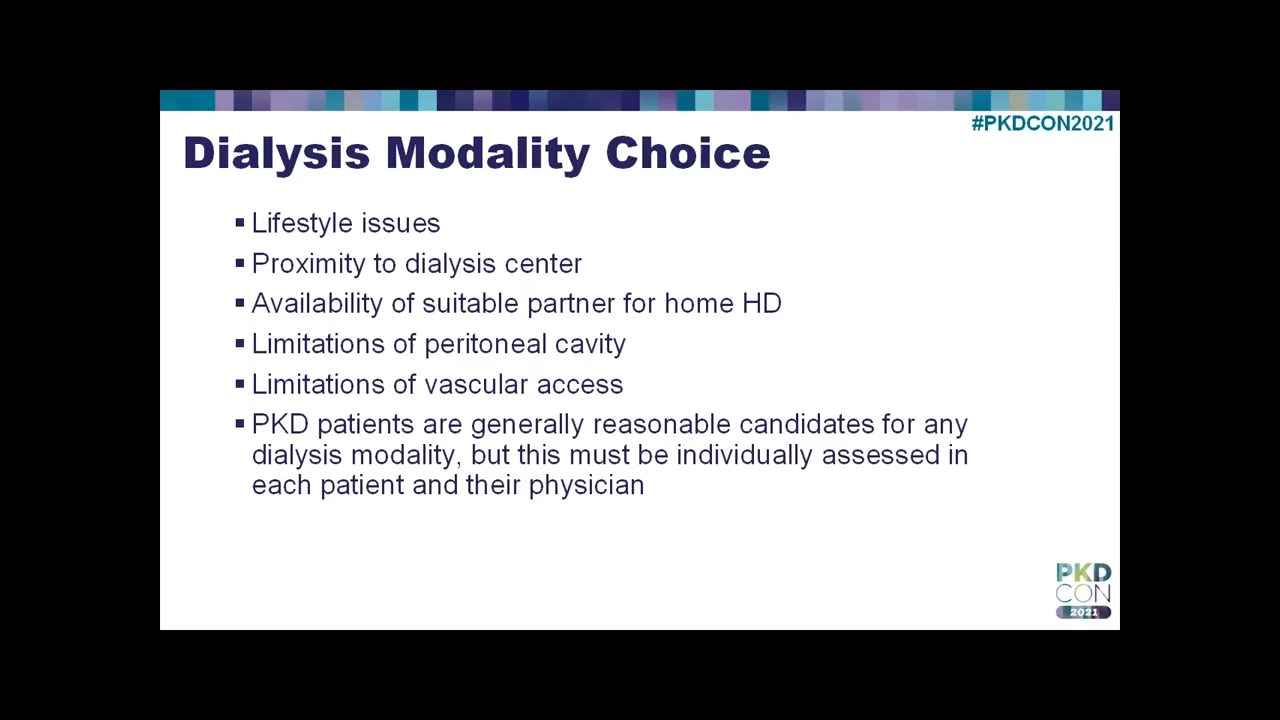 #PKDCON2021
Dialysis Modality Choice
▪ Lifestyle issues
▪ Proximity to dialysis center
▪ Availability of suitable partner for home HD
▪ Limitations of peritoneal cavity
▪ Limitations of vascular access
▪ PKD patients are generally reasonable candidates for any
dialysis modality, but this must be individually assessed in
each patient and their physician
PKD
CON
2021